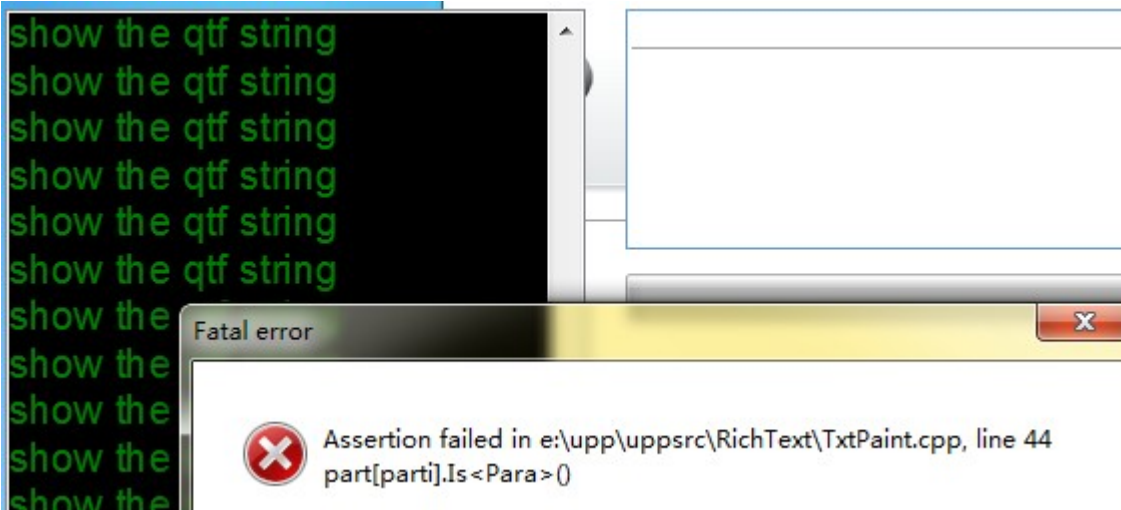 show the qtf string
show the qtf string
show the qtf string
show the qtf string
show the qtf string
show the qtf string
show the
Fatal error
show the
show the
show the
show the
Assertion failed in e:\upp\uppsrc\RichText\TxtPaint.cpp, line 44
part[parti].Is<Para>()